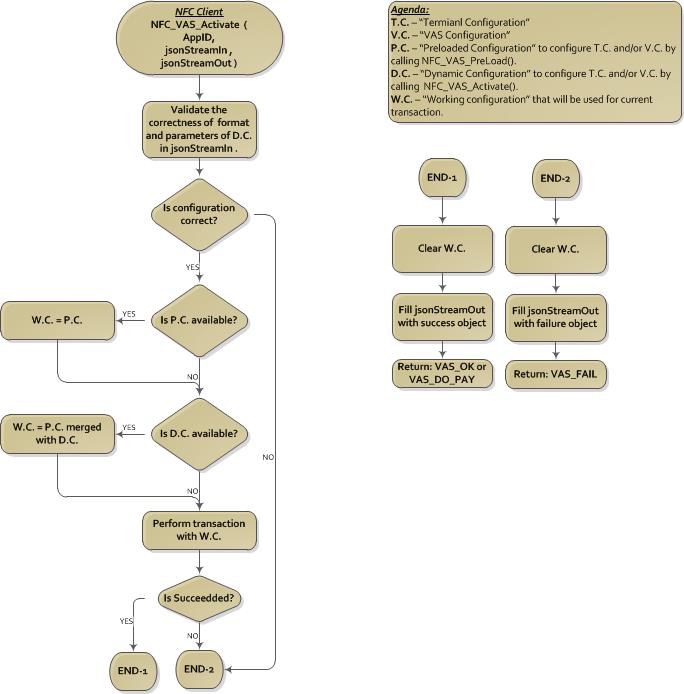 NFC Client
NFC_VAS_Activate (
AppID,
jsonStreamIn ,
jsonStreamOut )
Validate the
correctness of format
and parameters of D.C.
in jsonStreamIn .
Is configuration
correct?
YES
Is P.C. available?
YES
W.C. = P.C.
NO
Is D.C. available?
YES
W.C. = P.C. merged
with D.C.
NO
NO
Perform transaction
with W.C.
Is Succeedded?
YES
NO
END-1
END-2
Agenda:
T.C. – “Termianl Configuration”
V.C. – “VAS Configuration”
P.C. – “Preloaded Configuration” to configure T.C. and/or V.C. by
calling NFC_VAS_PreLoad().
D.C. – “Dynamic Configuration” to configure T.C. and/or V.C. by
calling NFC_VAS_Activate().
W.C. – “Working configuration” that will be used for current
transaction.
END-1
Clear W.C.
Fill jsonStreamOut
with success object
Return: VAS_OK or
VAS_DO_PAY
END-2
Clear W.C.
Fill jsonStreamOut
with failure object
Return: VAS_FAIL